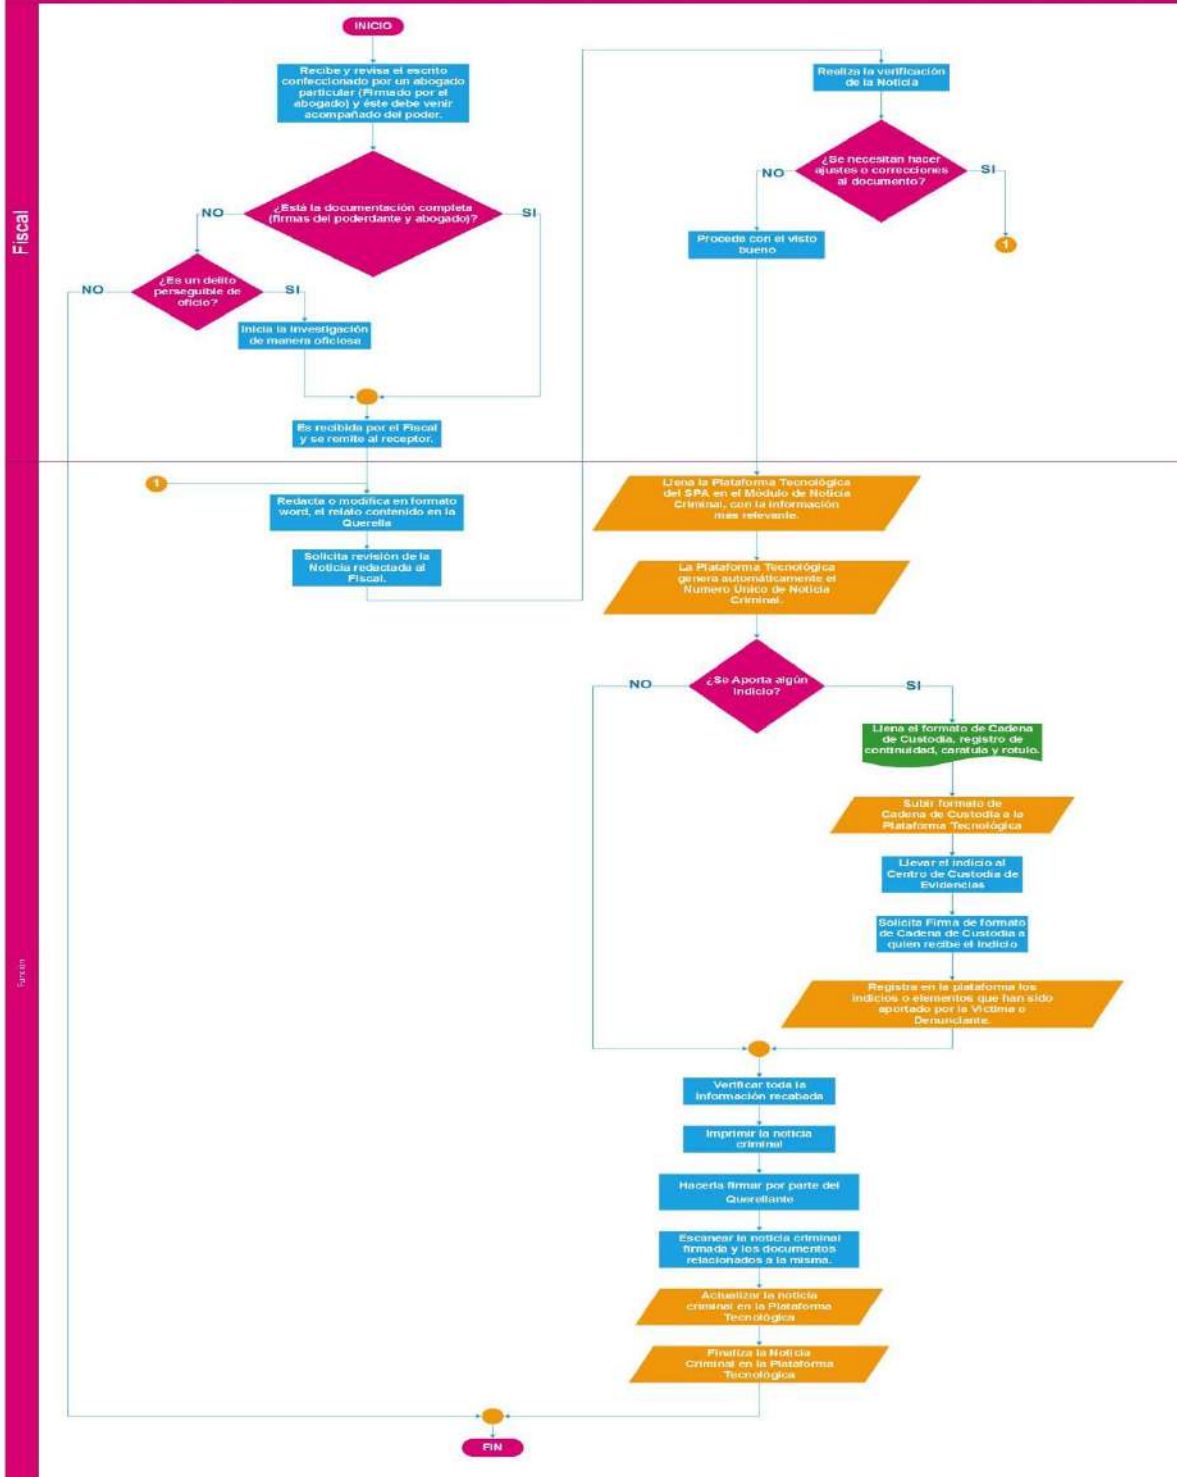 Fiscal
INICIO
Recibe y revisa el escrito
confeccionado por un abogado
particular (Firmado por el
abogado) y éste debe venir
acompañado del poder.
¿Está la documentación completa
(firmas del poderdante y abogado)?
NO
SI
¿Es un delito
perseguible de
oficio?
NO
SI
Inicia la investigación
de manera oficiosa
Es recibida por el Fiscal
y se remite al receptor.
Realiza la verificación
de la Noticia
¿Se necesitan hacer
ajustes o correcciones
al documento?
NO
SI
Procede con el visto
bueno
1
1
Redacta o modifica en formato
word, el relato contenido en la
Querella
Solicita revisión de la
Noticia redactada al
Fiscal.
Llena la Plataforma Tecnológica
del SPA en el Módulo de Noticia
Criminal, con la información
más relevante.
La Plataforma Tecnológica
genera automáticamente el
Numero Único de Noticia
Criminal.
¿Se Aporta algún
Indicio?
NO
SI
Llena el formato de Cadena
de Custodia, registro de
continuidad, caratula y rotulo.
Subir formato de
Cadena de Custodia a la
Plataforma Tecnológica
Llevar el indicio al
Centro de Custodia de
Evidencias
Solicita Firma de formato
de Cadena de Custodia a
quien recibe el Indicio
Registra en la plataforma los
indicios o elementos que han sido
aportado por la Victima o
Denunciante.
Verificar toda la
Información recabada
Imprimir la noticia
criminal
Hacerla firmar por parte del
Querellante
Escanear la noticia criminal
firmada y los documentos
relacionados a la misma.
Actualizar la noticia
criminal en la Plataforma
Tecnológica
Finaliza la Noticia
Criminal en la Plataforma
Tecnológica
FIN